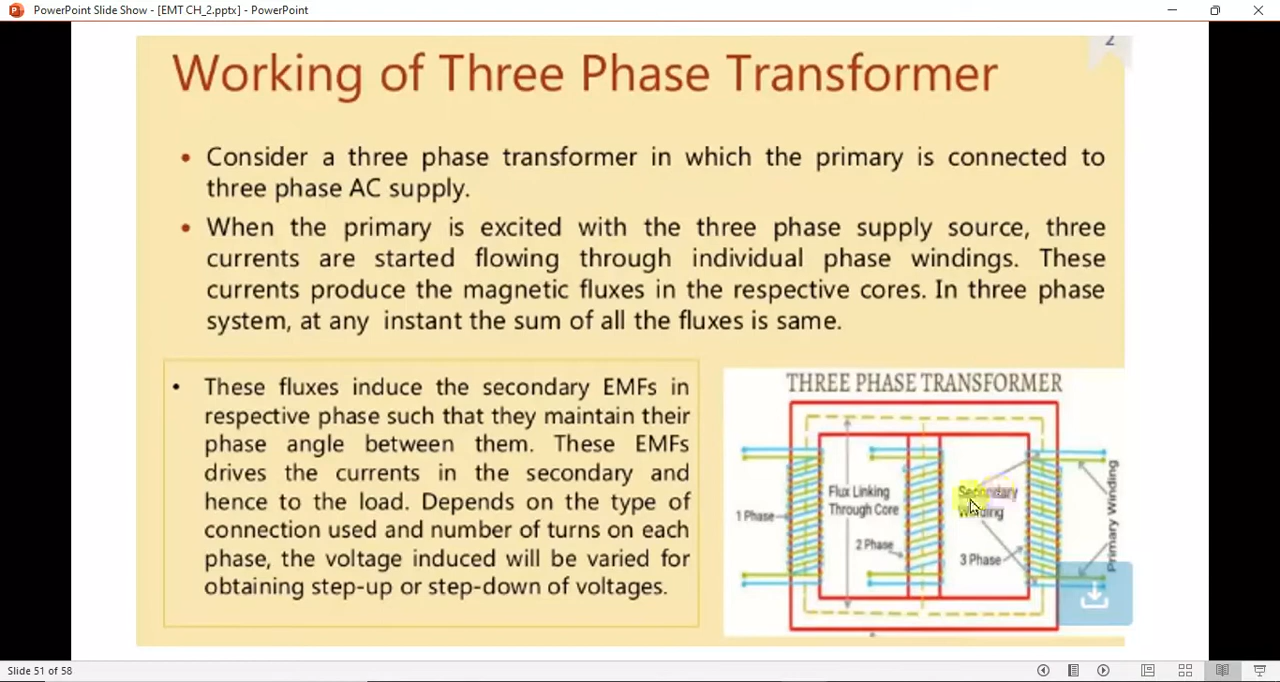 PowerPoint Slide Show - [EMT CH_2.pptx] - PowerPoint
2
Working of Three Phase Transformer
• Consider a three phase transformer in which the primary is connected to
three phase AC supply.
• When the primary is excited with the three phase supply source, three
currents are started flowing through individual phase windings. These
currents produce the magnetic fluxes in the respective cores. In three phase
system, at any instant the sum of all the fluxes is same.
• These fluxes induce the secondary EMFs in
respective phase such that they maintain their
phase angle between them. These EMFs
drives the currents in the secondary and
hence to the load. Depends on the type of
connection used and number of turns on each
phase, the voltage induced will be varied for
obtaining step-up or step-down of voltages.
THREE PHASE TRANSFORMER
Flux Linking
Through Core
Secondary
Winding
1 Phase
2 Phase
3 Phase
Primary Winding
Slide 51 of 58